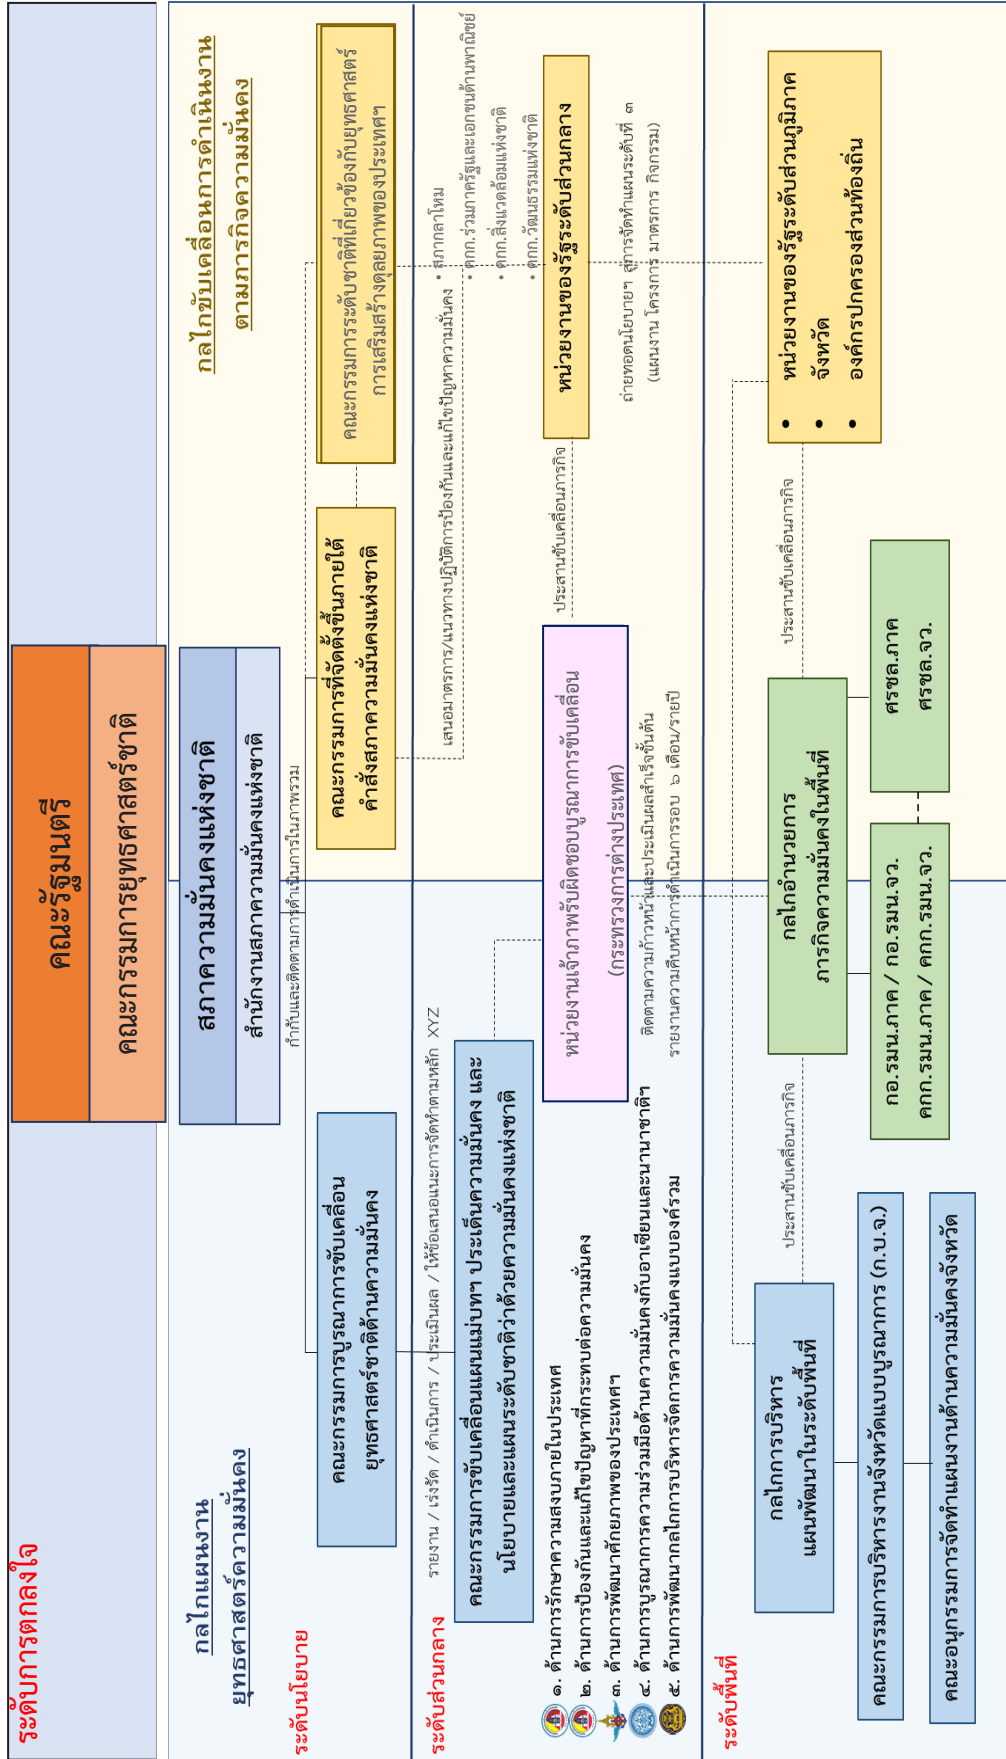 ระดับการตกลงใจ
คณะรัฐมนตรี
คณะกรรมการยุทธศาสตร์ชาติ
กลไกแผนงาน
ยุทธศาสตร์ความมั่นคง
สภาความมั่นคงแห่งชาติ
สำนักงานสภาความมั่นคงแห่งชาติ
กลไกขับเคลื่อนการดำเนินงาน
ตามภารกิจความมั่นคง
กำกับและติดตามการดำเนินการในภาพรวม
ระดับนโยบาย
คณะกรรมการบูรณาการขับเคลื่อน
ยุทธศาสตร์ชาติด้านความมั่นคง
คณะกรรมการที่จัดตั้งขึ้นภายใต้
คำสั่งสภาความมั่นคงแห่งชาติ
คณะกรรมการระดับชาติที่เกี่ยวข้องกับยุทธศาสตร์
การเสริมสร้างดุลยภาพของประเทศฯ
ระดับส่วนกลาง
รายงาน / เร่งรัด / ดำเนินการ / ประเมินผล / ให้ข้อเสนอแนะการจัดทำตามหลัก XYZ
เสนอมาตรการ/แนวทางปฏิบัติการป้องกันและแก้ไขปัญหาความมั่นคง
• สภากลาโหม
• คกก.ร่วมภาครัฐและเอกชนด้านพาณิชย์
• คกก.สิ่งแวดล้อมแห่งชาติ
• คกก.วัฒนธรรมแห่งชาติ
คณะกรรมการขับเคลื่อนแผนแม่บทฯ ประเด็นความมั่นคง และ
นโยบายและแผนระดับชาติว่าด้วยความมั่นคงแห่งชาติ
๑. ด้านการรักษาความสงบภายในประเทศ
๒. ด้านการป้องกันและแก้ไขปัญหาที่กระทบต่อความมั่นคง
๓. ด้านการพัฒนาศักยภาพของประเทศฯ
๔. ด้านการบูรณาการความร่วมมือด้านความมั่นคงกับอาเซียนและนานาชาติฯ
๕. ด้านการพัฒนากลไกการบริหารจัดการความมั่นคงแบบองค์รวม
หน่วยงานเจ้าภาพรับผิดชอบบูรณาการขับเคลื่อน
(กระทรวงการต่างประเทศ)
ประสานขับเคลื่อนภารกิจ
หน่วยงานของรัฐระดับส่วนกลาง
ติดตามความก้าวหน้าและประเมินผลสำเร็จขั้นต้น
รายงานความคืบหน้าการดำเนินการรอบ ๖ เดือน/รายปี
ถ่ายทอดนโยบายฯ สู่การจัดทำแผนระดับที่ ๓
(แผนงาน โครงการ มาตรการ กิจกรรม)
ระดับพื้นที่
กลไกการบริหาร
แผนพัฒนาในระดับพื้นที่
ประสานขับเคลื่อนภารกิจ
กลไกอำนวยการ
ภารกิจความมั่นคงในพื้นที่
ประสานขับเคลื่อนภารกิจ
• หน่วยงานของรัฐระดับส่วนภูมิภาค
• จังหวัด
• องค์กรปกครองส่วนท้องถิ่น
คณะกรรมการบริหารงานจังหวัดแบบบูรณาการ (ก.บ.จ.)
คณะอนุกรรมการจัดทำแผนงานด้านความมั่นคงจังหวัด
กอ.รมน.ภาค / กอ.รมน.จว.
คกก.รมน.ภาค / คกก.รมน.จว.
ศรชล.ภาค
ศรชล.จว.